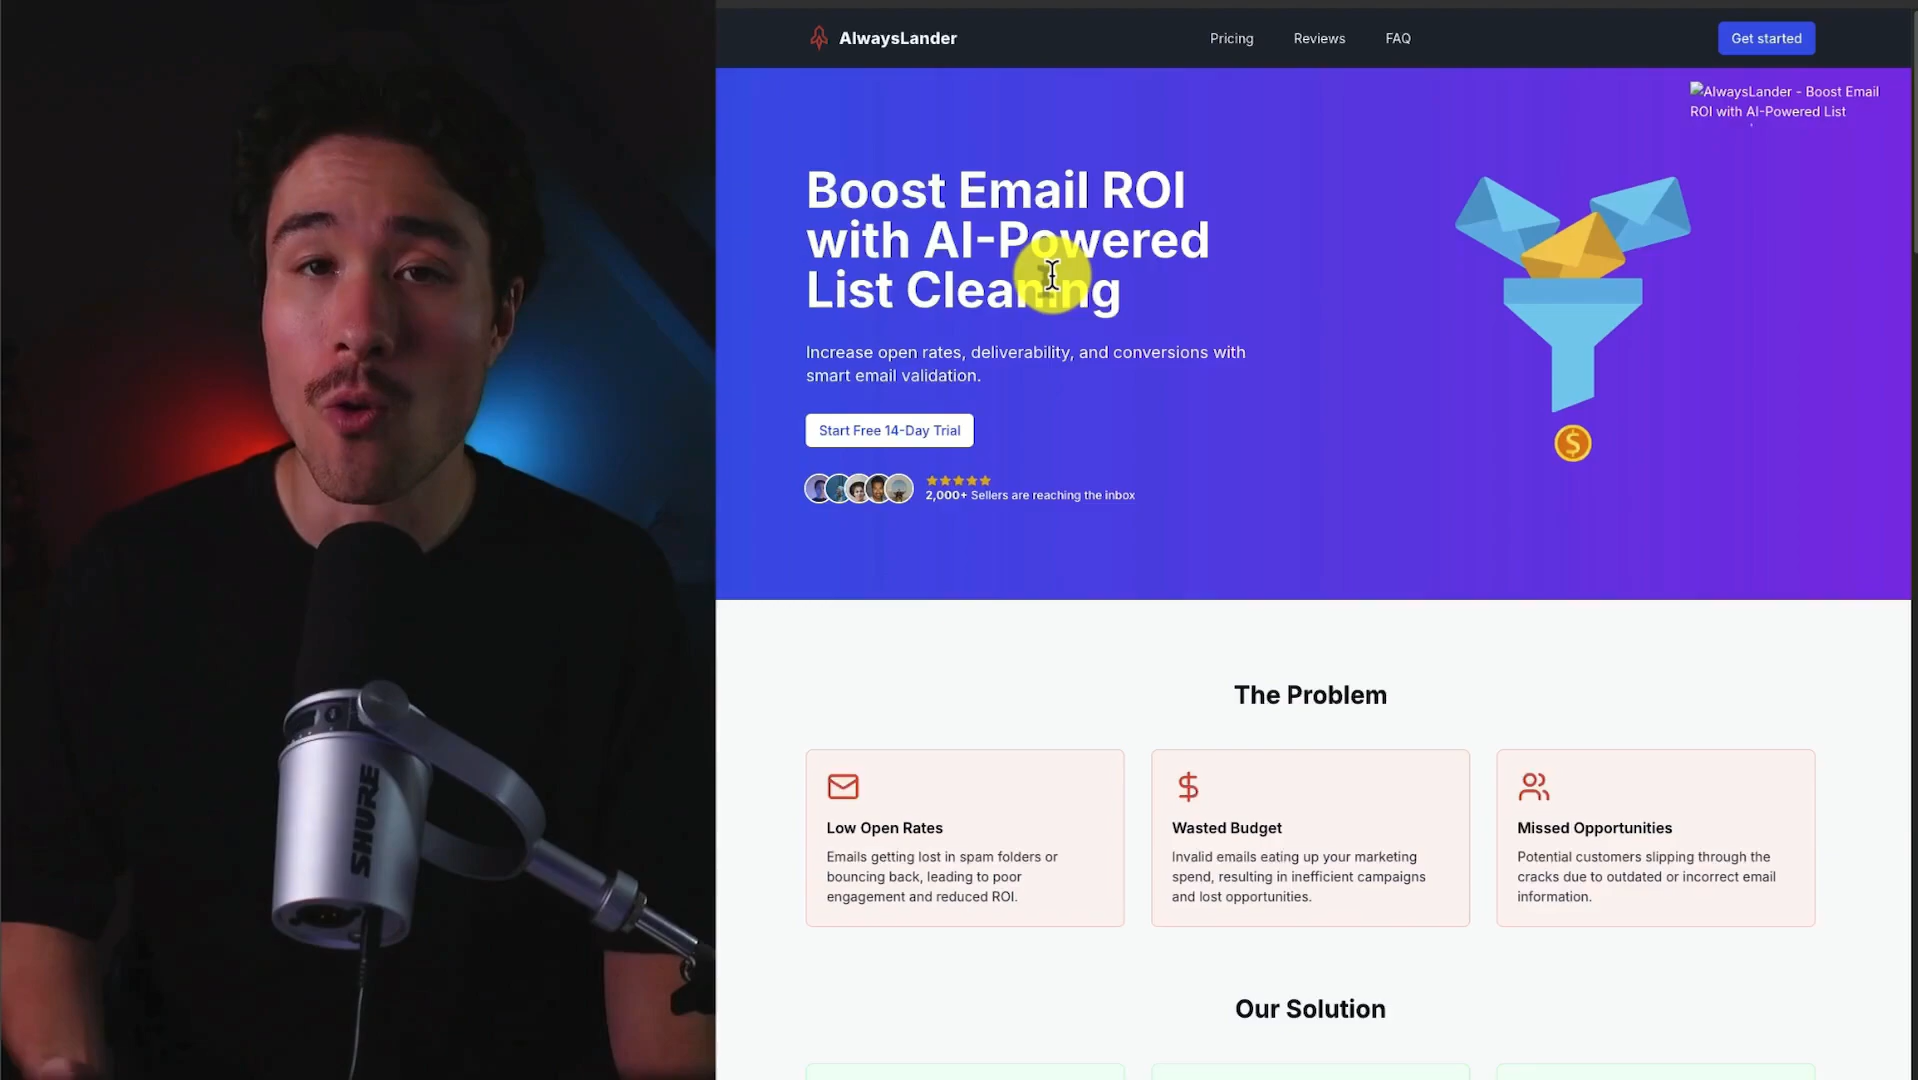 AlwaysLander
Pricing
Reviews
FAQ
Get started
AlwaysLander - Boost Email
ROI with AI-Powered List
Boost Email ROI
with AI-Powered
List Cleaning
Increase open rates, deliverability, and conversions with
smart email validation.
Start Free 14-Day Trial
2,000+ Sellers are reaching the inbox
The Problem
Low Open Rates
Emails getting lost in spam folders or
bouncing back, leading to poor
engagement and reduced ROI.
Wasted Budget
Invalid emails eating up your marketing
spend, resulting in inefficient campaigns
and lost opportunities.
Missed Opportunities
Potential customers slipping through the
cracks due to outdated or incorrect email
information.
Our Solution
SHURE